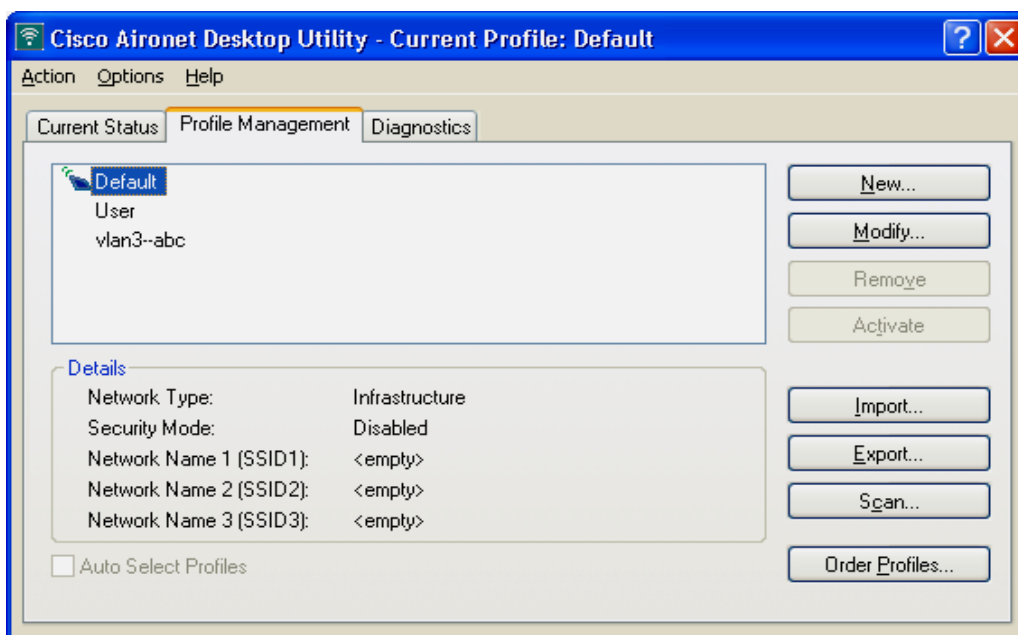 Cisco Aironet Desktop Utility - Current Profile: Default
Action Options Help
Current Status Profile Management Diagnostics
Default
User
vlan3--abc
New...
Modify...
Remove
Activate
Details
Network Type: Infrastructure
Security Mode: Disabled
Network Name 1 (SSID1): <empty>
Network Name 2 (SSID2): <empty>
Network Name 3 (SSID3): <empty>
Import...
Export...
Scan...
Auto Select Profiles
Order Profiles...